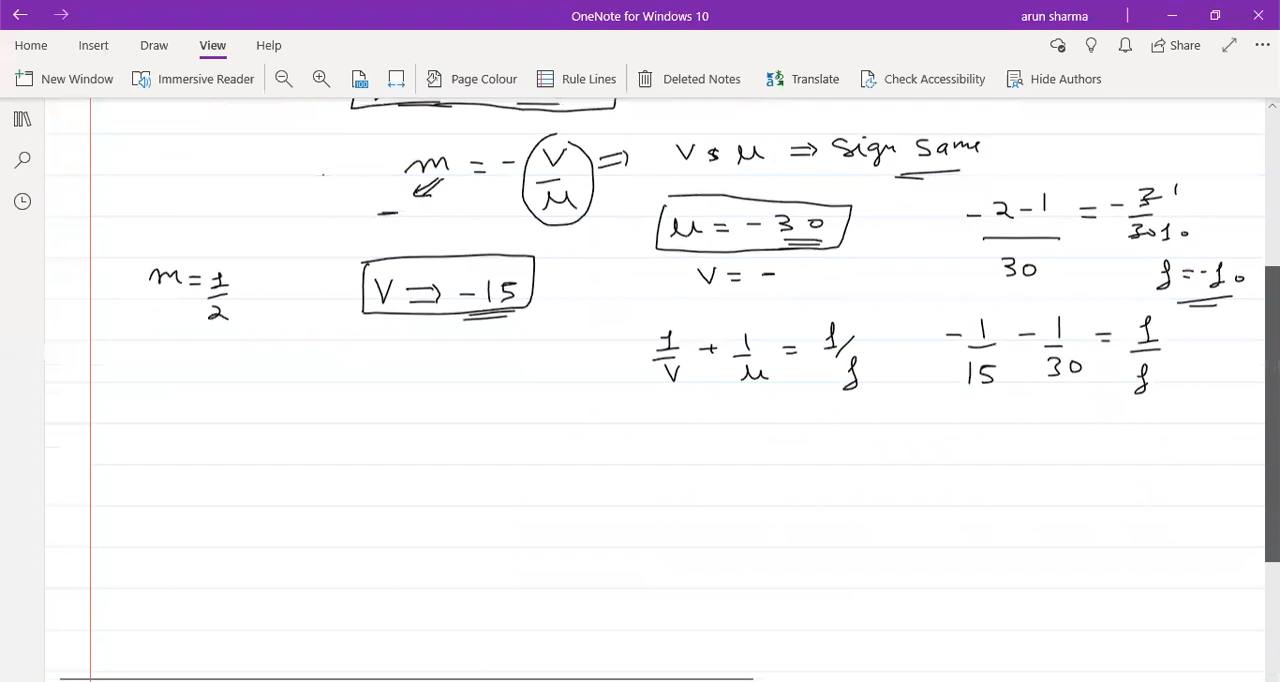 OneNote for Windows 10
arun sharma
Home Insert Draw View Help
Share
New Window Immersive Reader Page Colour Rule Lines Deleted Notes Translate Check Accessibility Hide Authors
m = - v/μ ⇒ v & μ ⇒ Sign Same
-
μ = - 30
(- 2 - 1)/30 = - 3/30 1 10
v = -
f = -10
m = 1/2
v ⇒ -15
1/v + 1/μ = 1/f
- 1/15 - 1/30 = 1/f